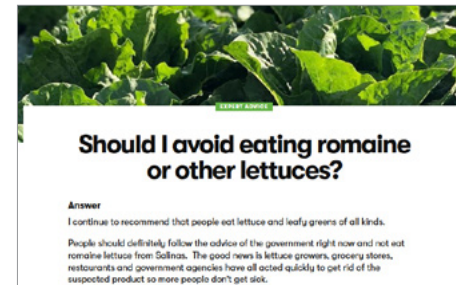 EXPERT ADVICE
Should I avoid eating romaine
or other lettuces?
Answer
I continue to recommend that people eat lettuce and leafy greens of all kinds.
People should definitely follow the advice of the government right now and not eat
romaine lettuce from Salinas. The good news is lettuce growers, grocery stores,
restaurants and government agencies have all acted quickly to get rid of the
suspected product so more people don't get sick.